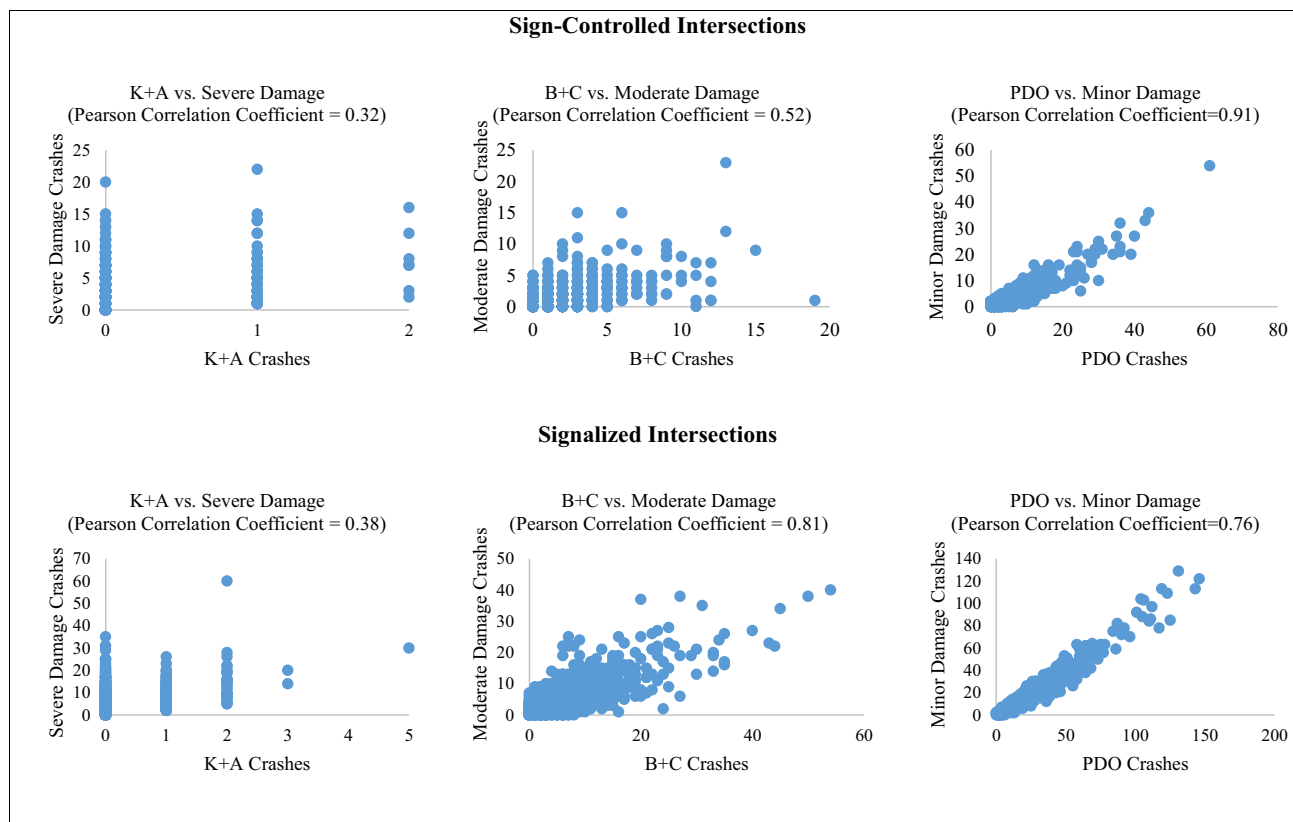 Sign-Controlled Intersections
K+A vs. Severe Damage
(Pearson Correlation Coefficient = 0.32)
Severe Damage Crashes
25
20
15
10
5
0
0 1 2
K+A Crashes
B+C vs. Moderate Damage
(Pearson Correlation Coefficient = 0.52)
Moderate Damage Crashes
25
20
15
10
5
0
0 5 10 15 20
B+C Crashes
PDO vs. Minor Damage
(Pearson Correlation Coefficient=0.91)
Minor Damage Crashes
60
50
40
30
20
10
0
0 20 40 60 80
PDO Crashes
Signalized Intersections
K+A vs. Severe Damage
(Pearson Correlation Coefficient = 0.38)
Severe Damage Crashes
70
60
50
40
30
20
10
0
0 1 2 3 4 5
K+A Crashes
B+C vs. Moderate Damage
(Pearson Correlation Coefficient = 0.81)
Moderate Damage Crashes
50
40
30
20
10
0
0 20 40 60
B+C Crashes
PDO vs. Minor Damage
(Pearson Correlation Coefficient=0.76)
Minor Damage Crashes
140
120
100
80
60
40
20
0
0 50 100 150 200
PDO Crashes